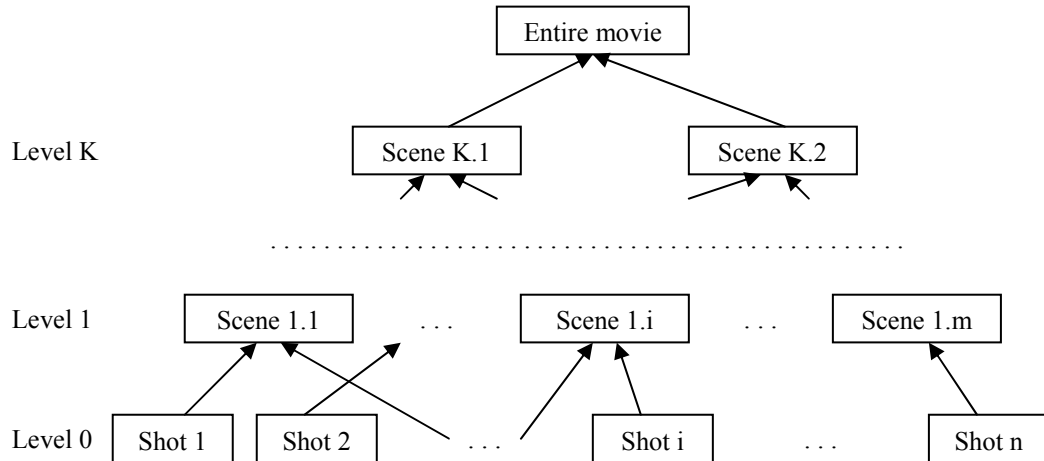 Entire movie
Level K
Scene K.1
Scene K.2
. . . . . . . . . . . . . . . . . . . . . . . . . . . . . . . . . . . . . . . . . . . . . . .
Level 1
Scene 1.1
. . .
Scene 1.i
. . .
Scene 1.m
Level 0
Shot 1
Shot 2
. . .
Shot i
. . .
Shot n